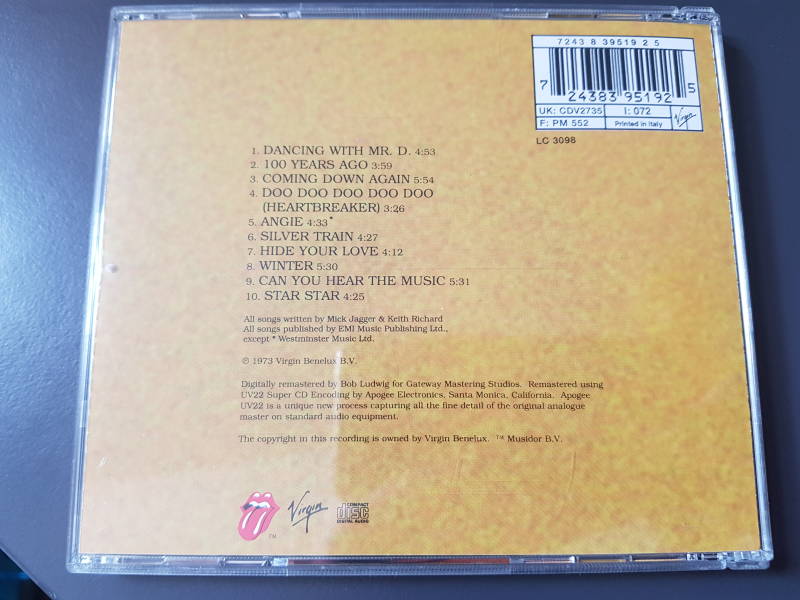 7243 8 39519 2 5
7 24383 95192 5
UK: CDV2735 I: 072
F: PM 552 Printed in Italy Virgin
LC 3098
1. DANCING WITH MR. D. 4:53
2. 100 YEARS AGO 3:59
3. COMING DOWN AGAIN 5:54
4. DOO DOO DOO DOO DOO
(HEARTBREAKER) 3:26
5. ANGIE 4:33*
6. SILVER TRAIN 4:27
7. HIDE YOUR LOVE 4:12
8. WINTER 5:30
9. CAN YOU HEAR THE MUSIC 5:31
10. STAR STAR 4:25
All songs written by Mick Jagger & Keith Richard
All songs published by EMI Music Publishing Ltd.,
except * Westminster Music Ltd.
℗ 1973 Virgin Benelux B.V.
Digitally remastered by Bob Ludwig for Gateway Mastering Studios. Remastered using
UV22 Super CD Encoding by Apogee Electronics, Santa Monica, California. Apogee
UV22 is a unique new process capturing all the fine detail of the original analogue
master on standard audio equipment.
The copyright in this recording is owned by Virgin Benelux. ™ Musidor B.V.
TM Virgin COMPACT disc DIGITAL AUDIO